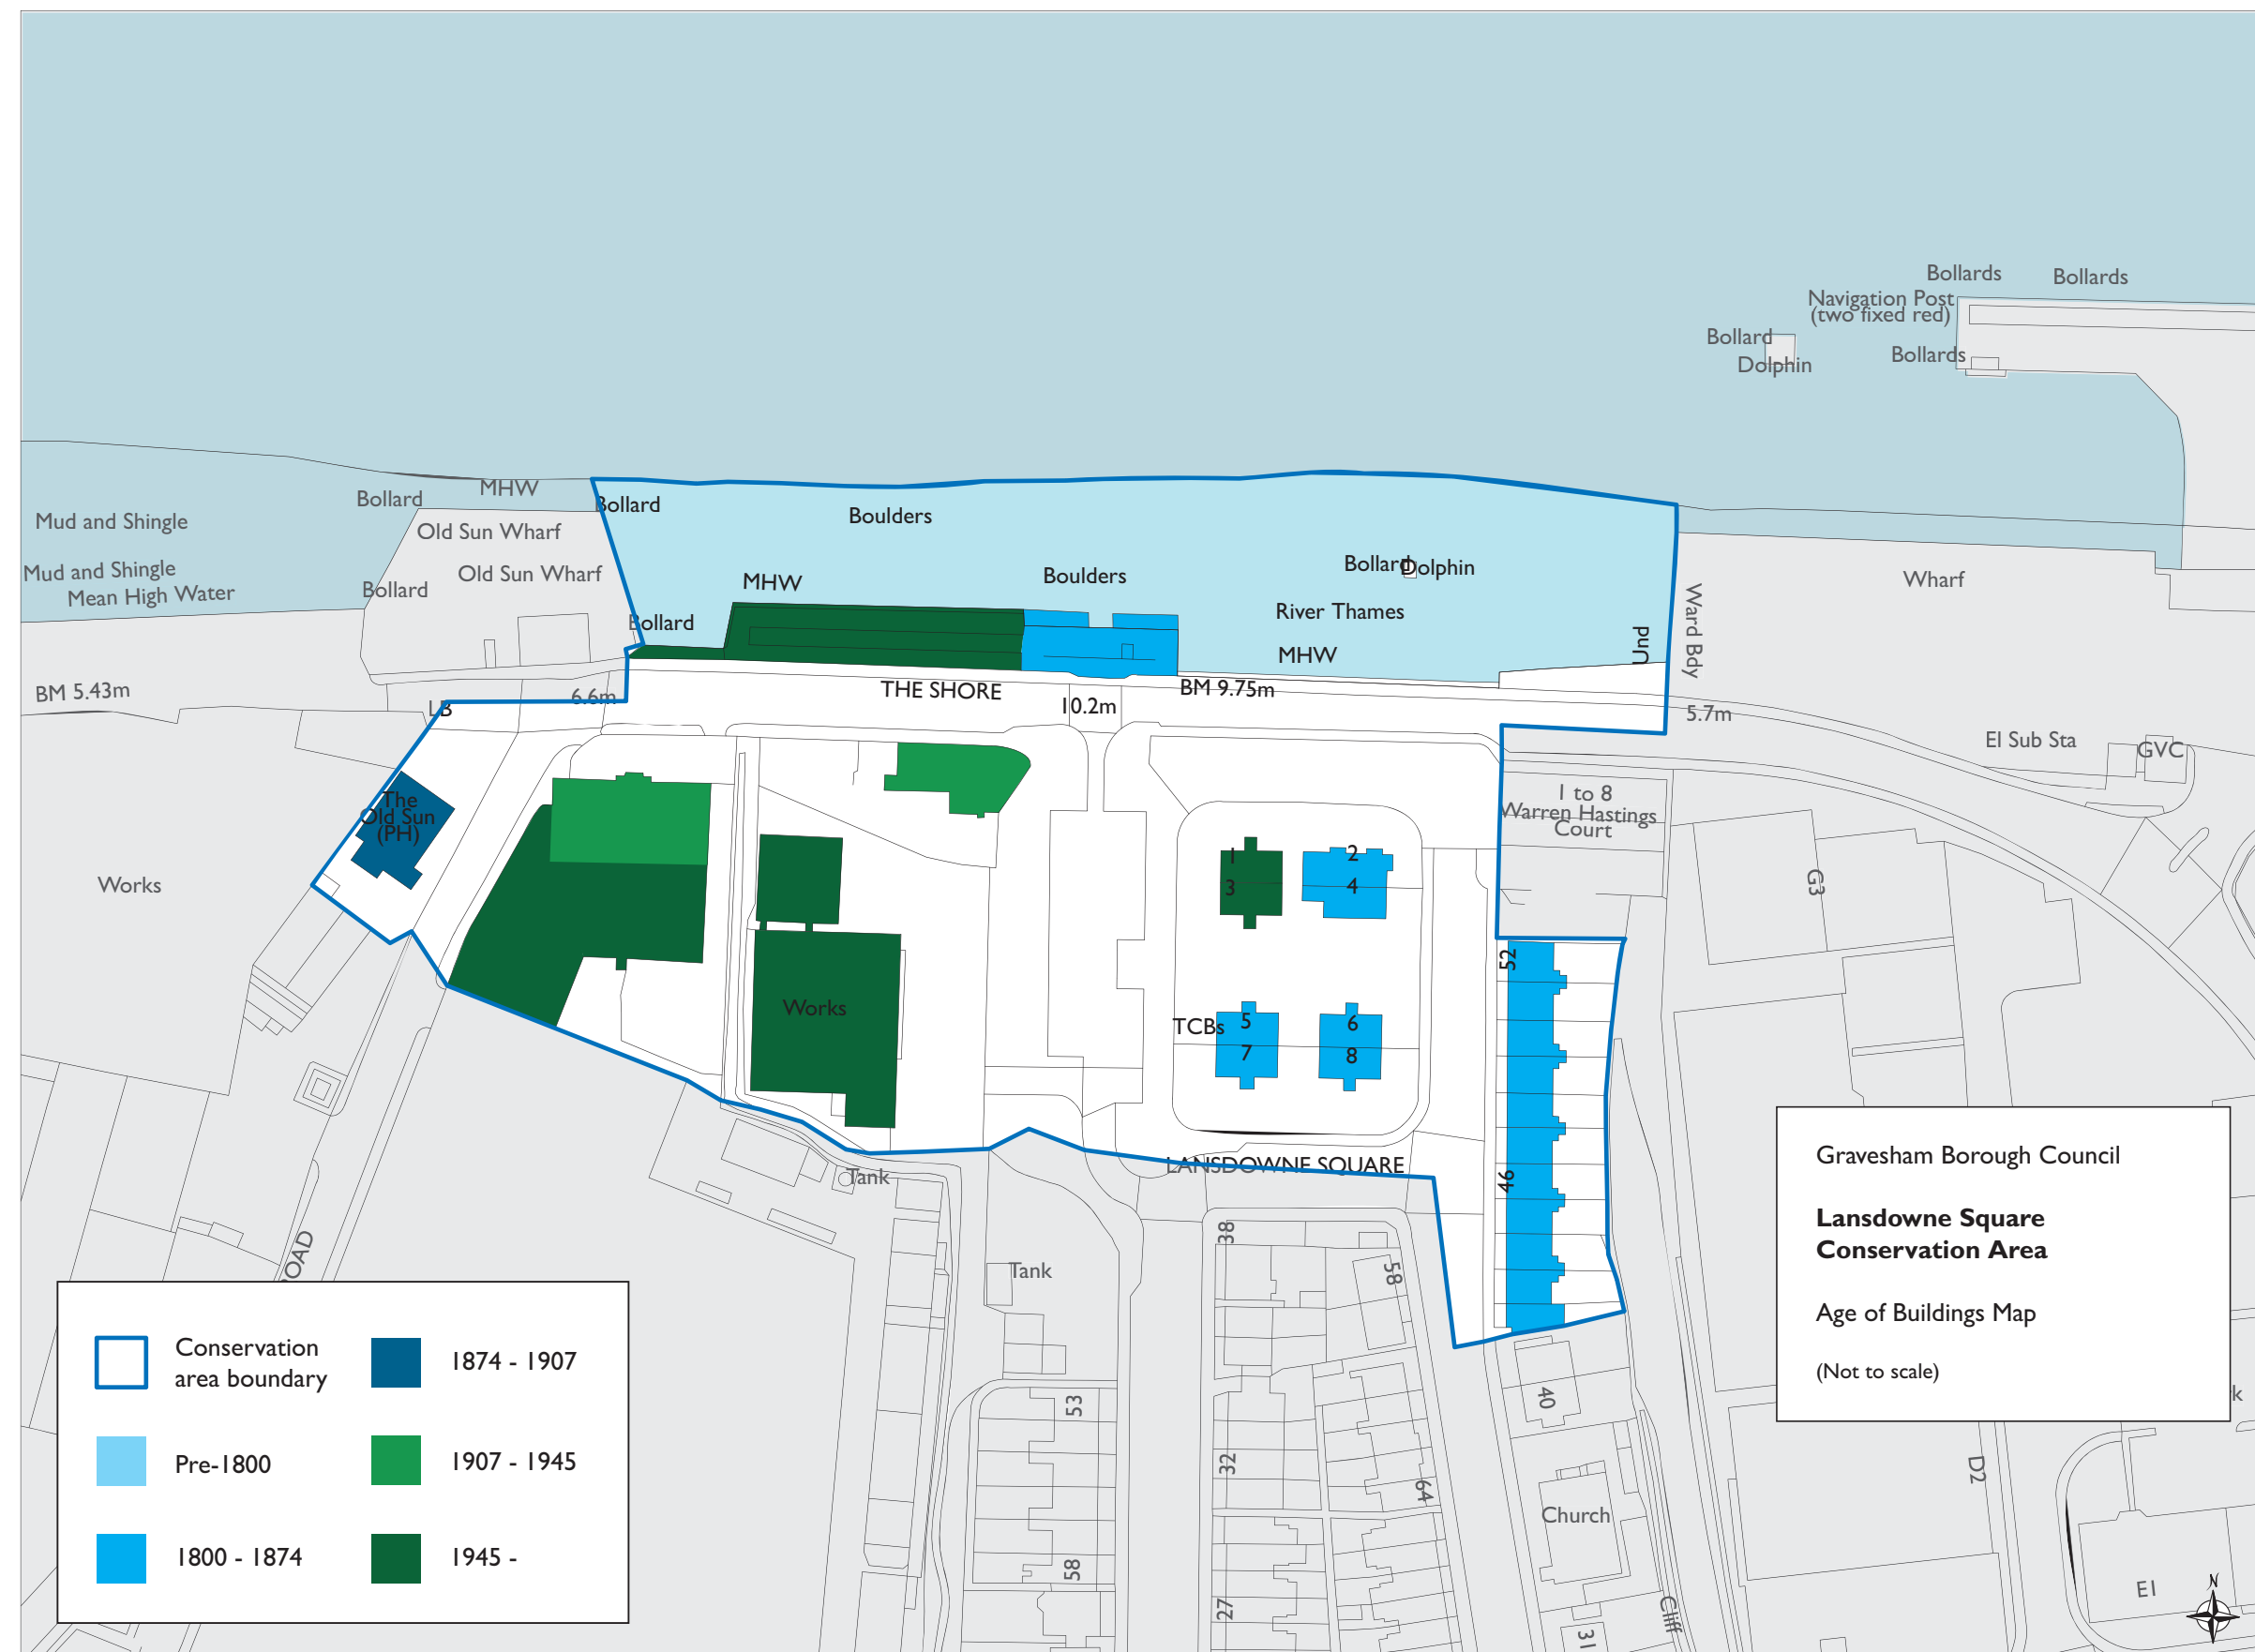 Bollards
Bollards
Navigation Post
(two fixed red)
Bollard
Dolphin
Bollards
MHW
Bollard
Bollard
Boulders
Mud and Shingle
Old Sun Wharf
Mud and Shingle
Old Sun Wharf
Mean High Water
Bollard
MHW
Boulders
Bollard
Dolphin
Wharf
River Thames
Bollard
MHW
Und
Ward Bdy
BM 5.43m
6.6m
THE SHORE
BM 9.75m
10.2m
LB
5.7m
El Sub Sta
GVC
The
Old Sun
(PH)
1 to 8
Warren Hastings
Court
1
2
3
4
Works
G3
52
Works
TCBs
5
6
7
8
LANSDOWNE SQUARE
46
Tank
38
Tank
58
OAD
53
40
32
64
Church
D2
58
27
31
Cliff
E1
k
N
Conservation
area boundary
Pre-1800
1800 - 1874
1874 - 1907
1907 - 1945
1945 -
Gravesham Borough Council
Lansdowne Square
Conservation Area
Age of Buildings Map
(Not to scale)